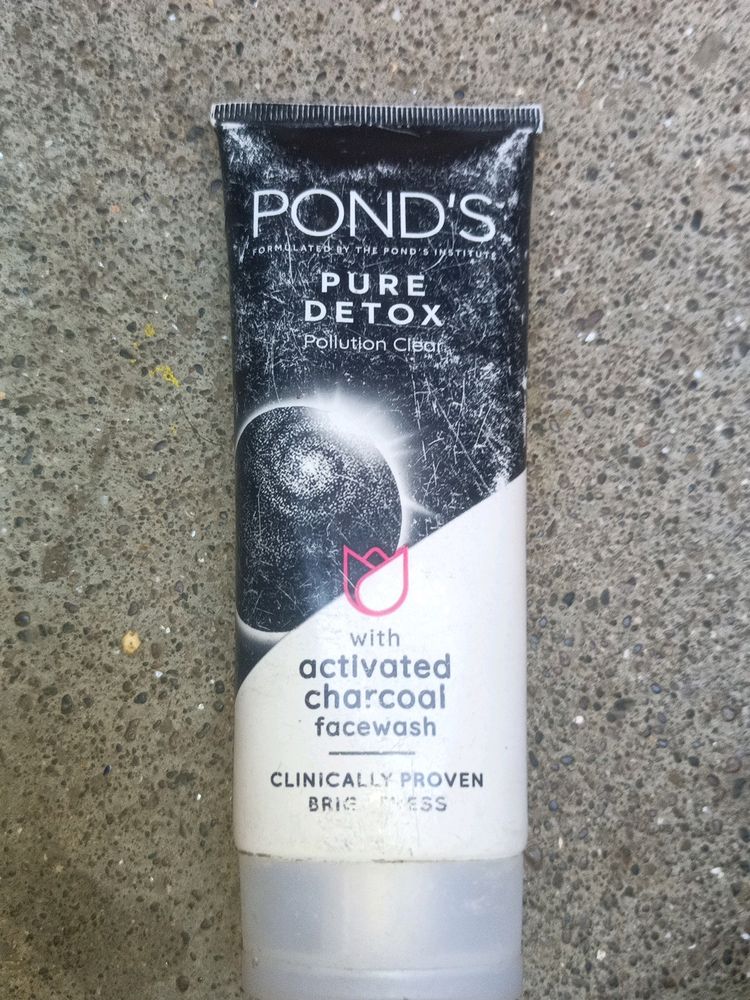 POND'S
FORMULATED BY THE POND'S INSTITUTE
PURE
DETOX
Pollution Clear
with
activated
charcoal
facewash
CLINICALLY PROVEN